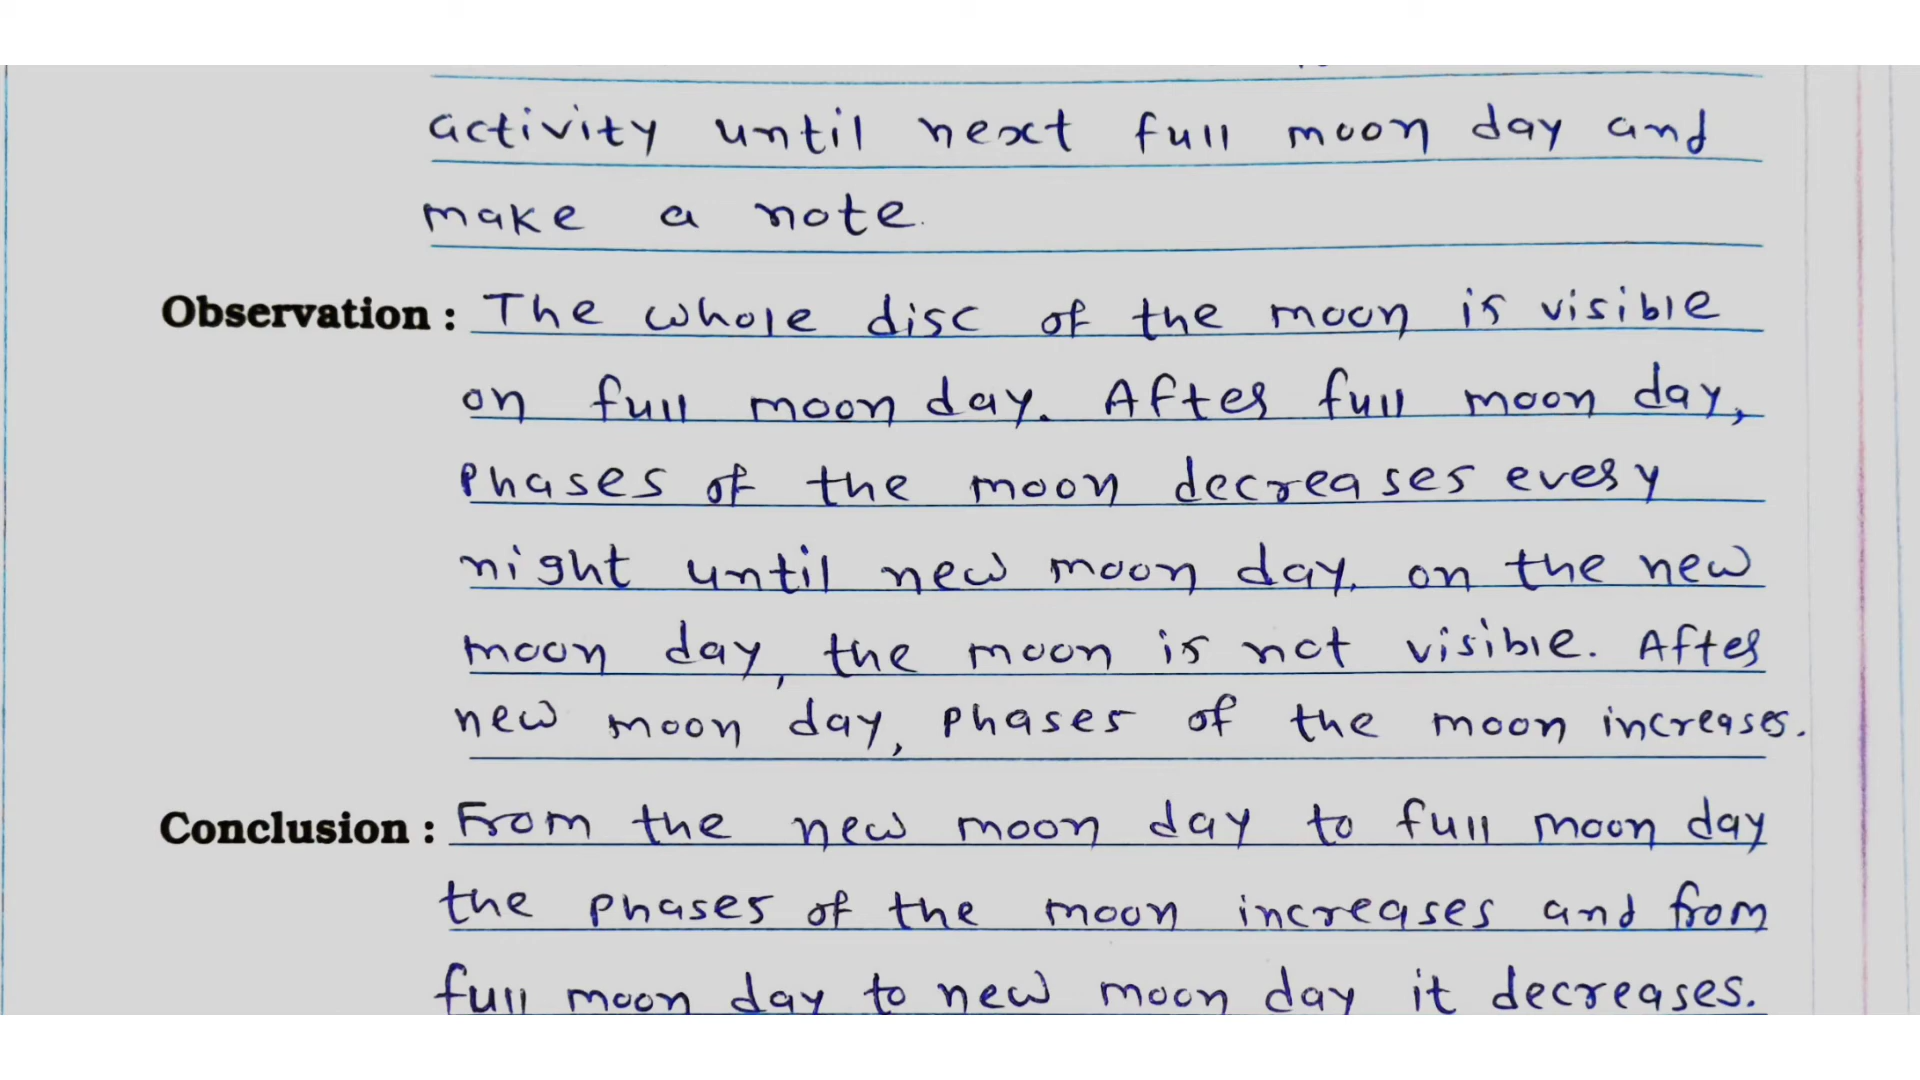 activity until next full moon day and
make a note.
Observation : The whole disc of the moon is visible
on full moon day. After full moon day,
phases of the moon decreases every
night until new moon day. on the new
moon day, the moon is not visible. After
new moon day, phases of the moon increases.
Conclusion : From the new moon day to full moon day
the phases of the moon increases and from
full moon day to new moon day it decreases.